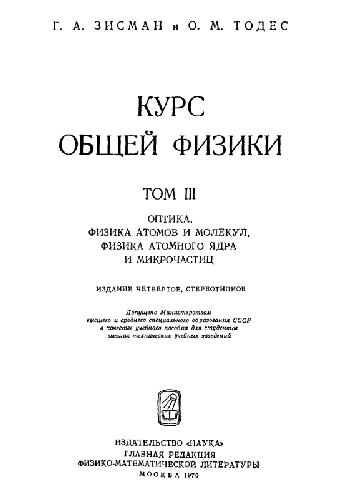 Г. А. ЗИСМАН и О. М. ТОДЕС
КУРС
ОБЩЕЙ ФИЗИКИ
ТОМ III
ОПТИКА,
ФИЗИКА АТОМОВ И МОЛЕКУЛ,
ФИЗИКА АТОМНОГО ЯДРА
И МИКРОЧАСТИЦ
ИЗДАНИЕ ЧЕТВЕРТОЕ, СТЕРЕОТИПНОЕ
Допущено Министерством
высшего и среднего специального образования СССР
в качестве учебного пособия для студентов
высших технических учебных заведений
ИЗДАТЕЛЬСТВО «НАУКА»
ГЛАВНАЯ РЕДАКЦИЯ
ФИЗИКО-МАТЕМАТИЧЕСКОЙ ЛИТЕРАТУРЫ
МОСКВА 1970